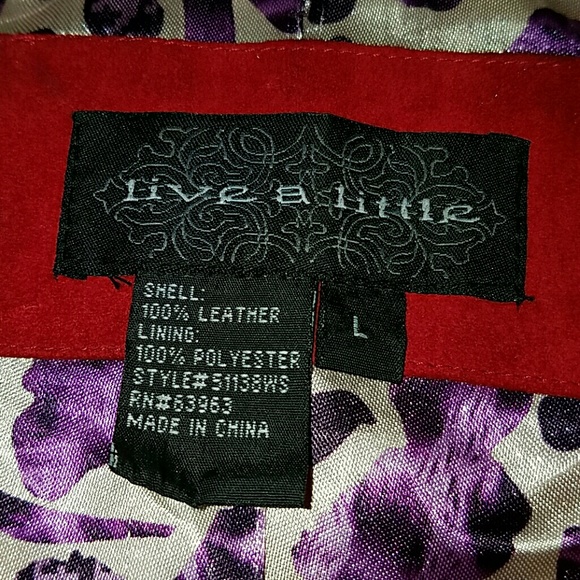 live a little
SHELL:
100% LEATHER
LINING:
100% POLYESTER
STYLE#51138WS
RN#63963
MADE IN CHINA
L